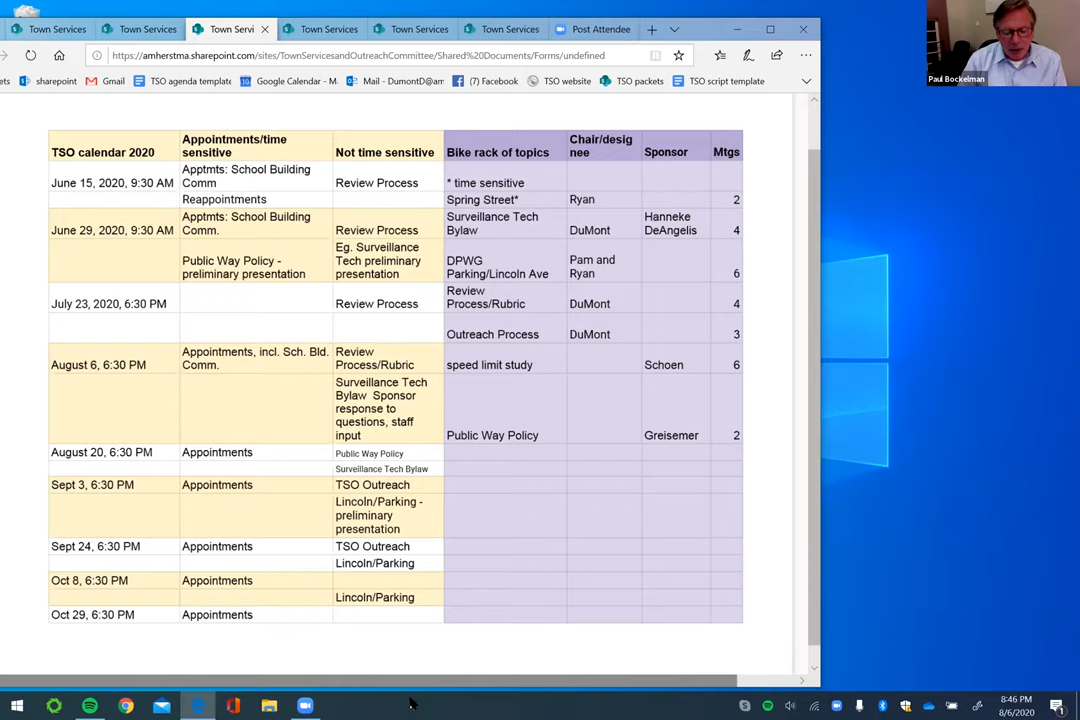 Town Services
Town Services
Town Servi
Town Services
Town Services
Town Services
Post Attendee
https://amherstma.sharepoint.com/sites/TownServicesandOutreachCommittee/Shared%20Documents/Forms/undefined
ets
sharepoint
Gmail
TSO agenda template
Google Calendar - M
Mail - DumontD@am
(7) Facebook
TSO website
TSO packets
TSO script template
Paul Bockelman
TSO calendar 2020
Appointments/time
sensitive
Not time sensitive
Bike rack of topics
Chair/desig
nee
Sponsor
Mtgs
June 15, 2020, 9:30 AM
Apptmts: School Building
Comm
Review Process
* time sensitive
Reappointments
Spring Street*
Ryan
2
June 29, 2020, 9:30 AM
Apptmts: School Building
Comm.
Review Process
Surveillance Tech
Bylaw
DuMont
Hanneke
DeAngelis
4
Public Way Policy -
preliminary presentation
Eg. Surveillance
Tech preliminary
presentation
DPWG
Parking/Lincoln Ave
Pam and
Ryan
6
July 23, 2020, 6:30 PM
Review Process
Review
Process/Rubric
DuMont
4
Outreach Process
DuMont
3
August 6, 6:30 PM
Appointments, incl. Sch. Bld.
Comm.
Review
Process/Rubric
speed limit study
Schoen
6
Surveillance Tech
Bylaw Sponsor
response to
questions, staff
input
Public Way Policy
Greisemer
2
August 20, 6:30 PM
Appointments
Public Way Policy
Surveillance Tech Bylaw
Sept 3, 6:30 PM
Appointments
TSO Outreach
Lincoln/Parking -
preliminary
presentation
Sept 24, 6:30 PM
Appointments
TSO Outreach
Lincoln/Parking
Oct 8, 6:30 PM
Appointments
Lincoln/Parking
Oct 29, 6:30 PM
Appointments
8:46 PM
8/6/2020